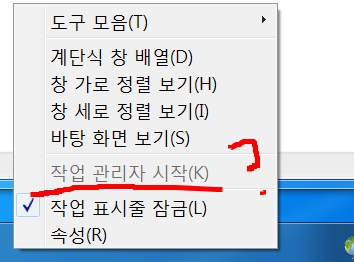 도구 모음(T)
계단식 창 배열(D)
창 가로 정렬 보기(H)
창 세로 정렬 보기(I)
바탕 화면 보기(S)
작업 관리자 시작(K)
작업 표시줄 잠금(L)
속성(R)